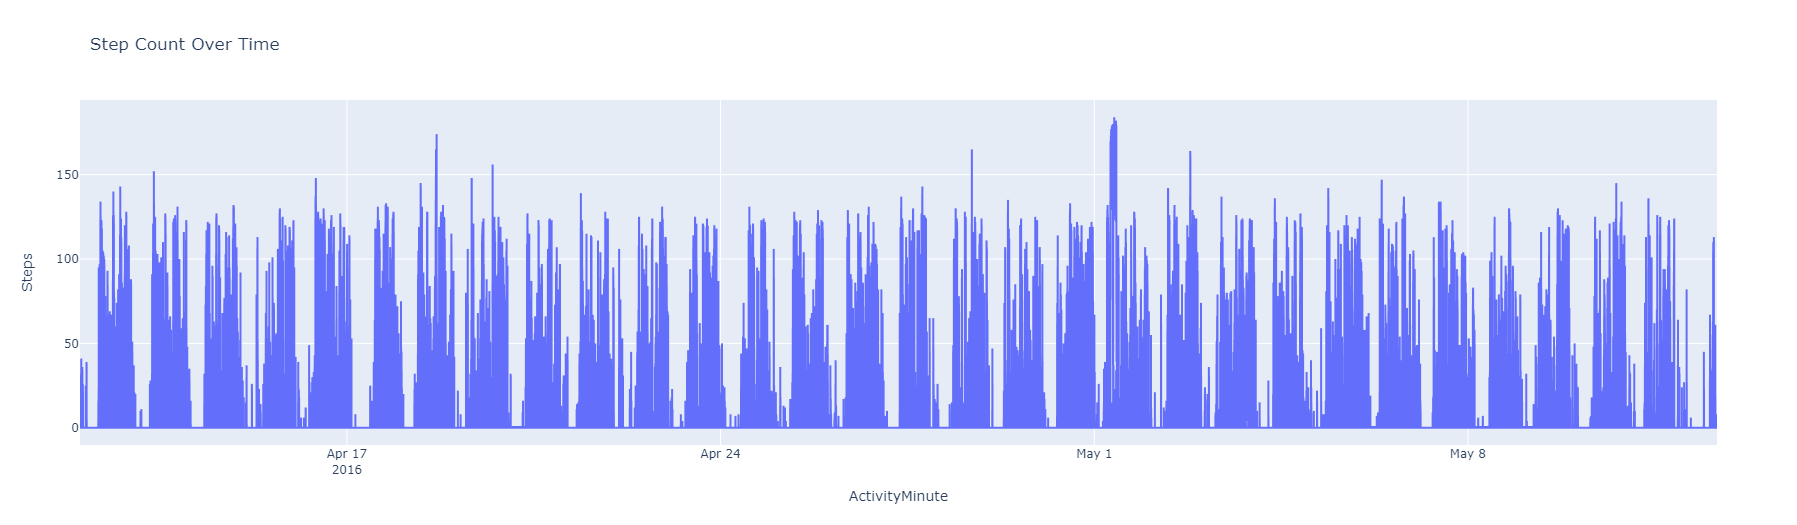 Step Count Over Time
Steps
150
100
50
0
Apr 17
2016
Apr 24
May 1
May 8
ActivityMinute